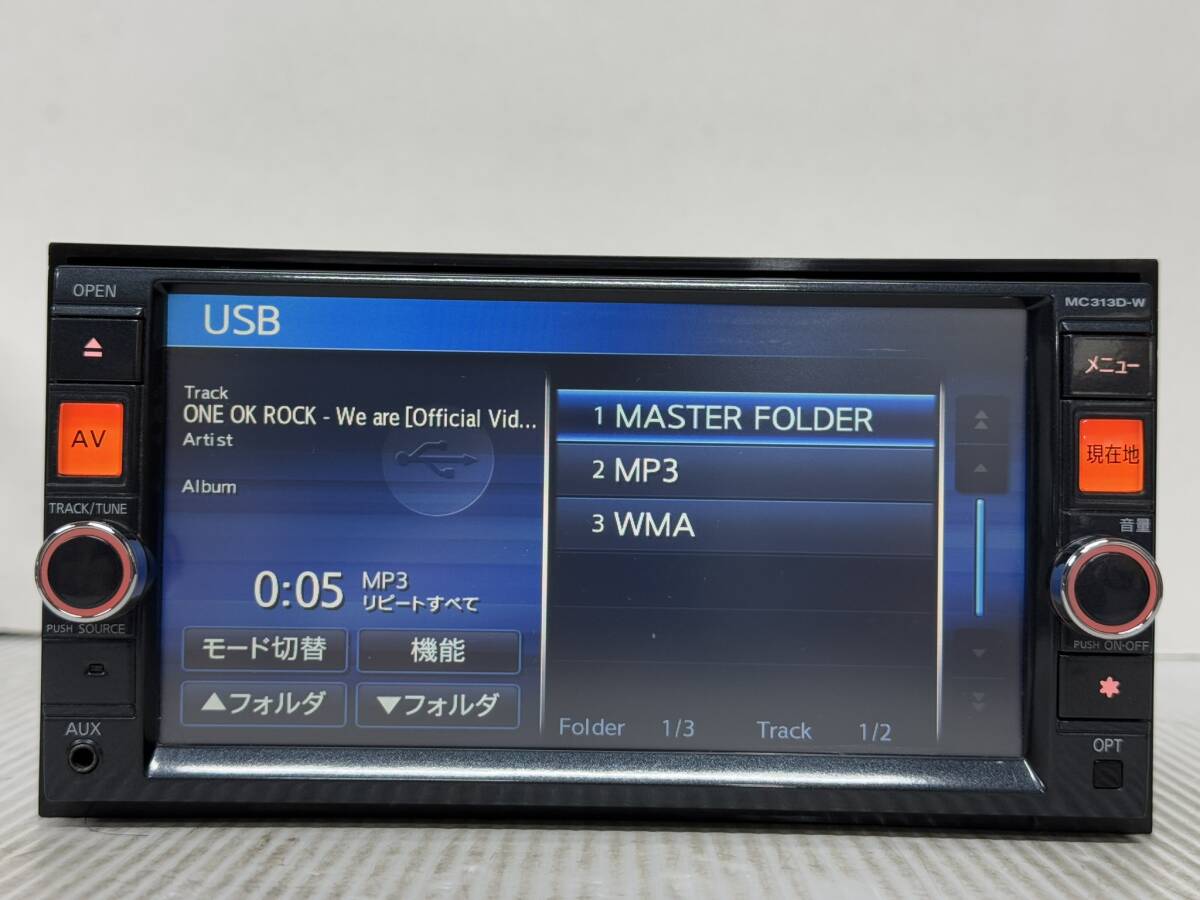 OPEN
AV
TRACK/TUNE
PUSH SOURCE
AUX
USB
Track
ONE OK ROCK - We are [Official Vid...
Artist
Album
0:05
MP3
リピートすべて
モード切替
機能
▲フォルダ
▼フォルダ
1 MASTER FOLDER
2 MP3
3 WMA
Folder 1/3 Track 1/2
MC313D-W
メニュー
現在地
音量
PUSH ON-OFF
OPT